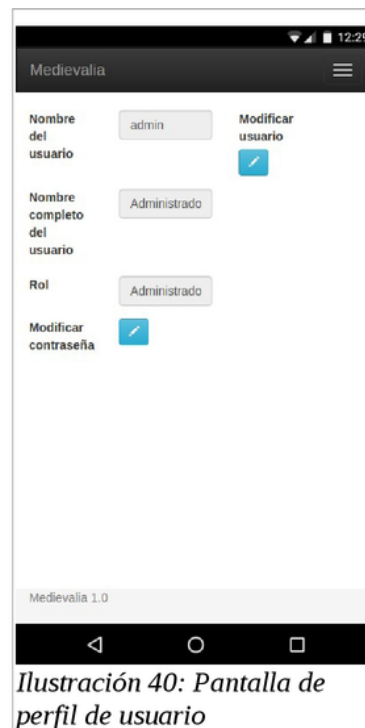 12:29
Medievalia
Nombre
del
usuario
admin
Modificar
usuario
Nombre
completo
del
usuario
Administrado
Rol
Administrado
Modificar
contraseña
Medievalia 1.0
Ilustración 40: Pantalla de
perfil de usuario